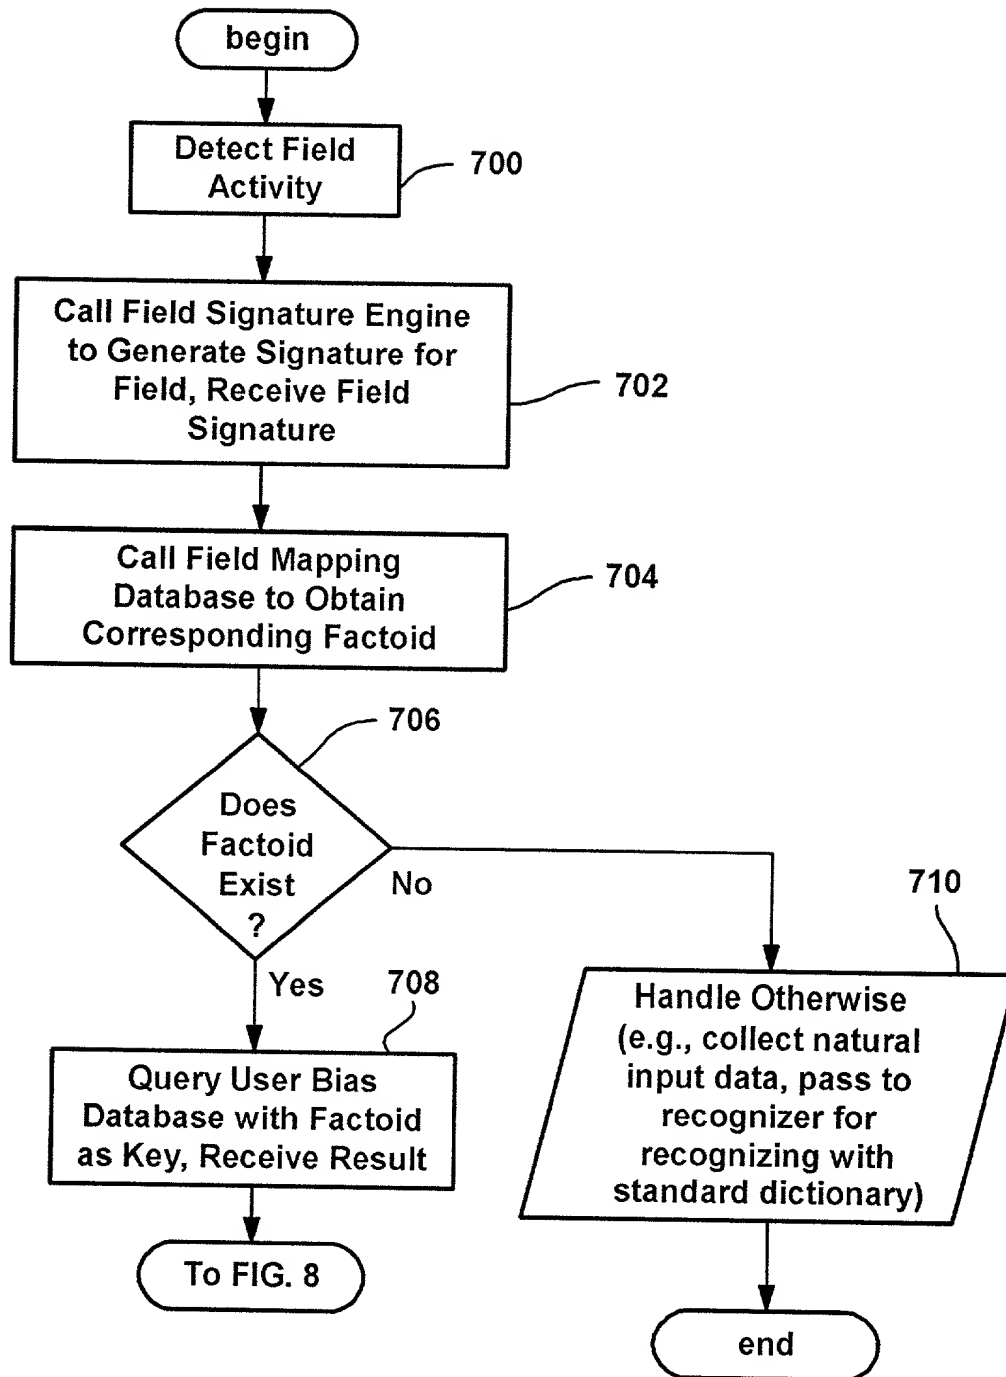 begin
Detect Field
Activity
700
Call Field Signature Engine
to Generate Signature for
Field, Receive Field
Signature
702
Call Field Mapping
Database to Obtain
Corresponding Factoid
704
706
Does
Factoid
Exist
?
No
Yes
708
710
Query User Bias
Database with Factoid
as Key, Receive Result
Handle Otherwise
(e.g., collect natural
input data, pass to
recognizer for
recognizing with
standard dictionary)
To FIG. 8
end